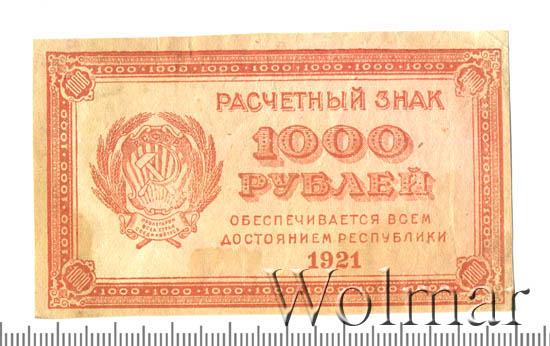 РАСЧЕТНЫЙ ЗНАК
1000
РУБЛЕЙ
ОБЕСПЕЧИВАЕТСЯ ВСЕМ
ДОСТОЯНИЕМ РЕСПУБЛИКИ
1921
Wolmar